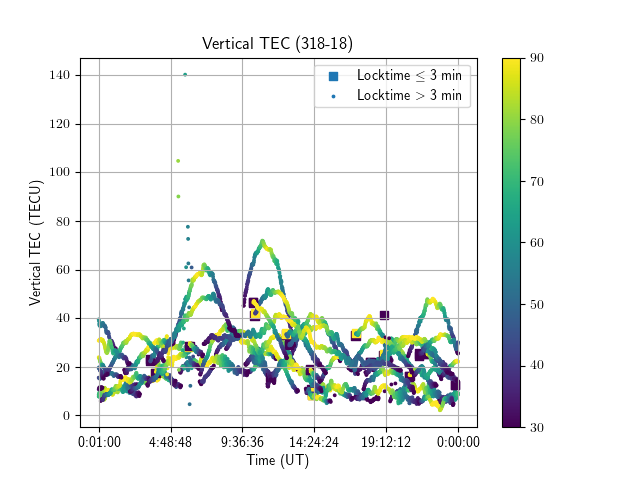 Vertical TEC (318-18)
Locktime ≤ 3 min
Locktime > 3 min
Vertical TEC (TECU)
140
120
100
80
60
40
20
0
0:01:00 4:48:48 9:36:36 14:24:24 19:12:12 0:00:00
Time (UT)
90
80
70
60
50
40
30